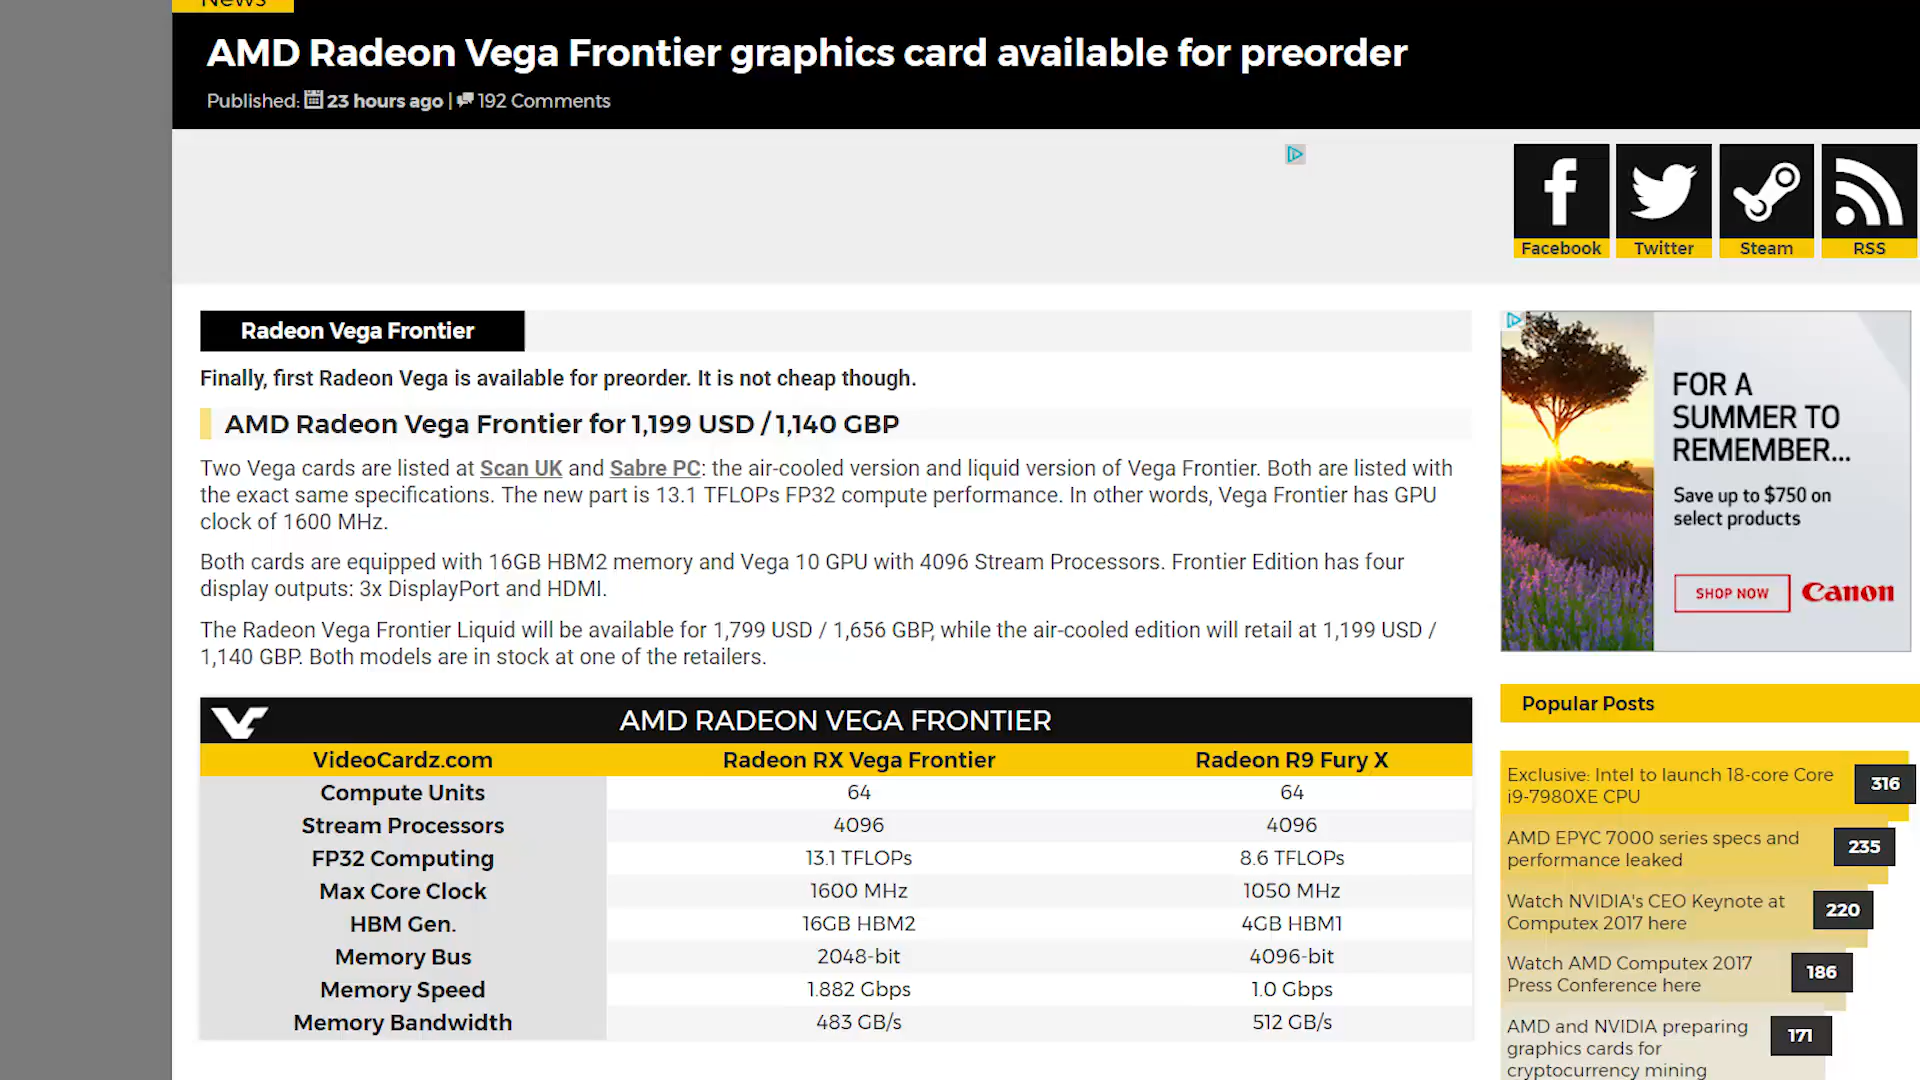 News
AMD Radeon Vega Frontier graphics card available for preorder
Published: 23 hours ago | 192 Comments
Facebook
Twitter
Steam
RSS
Radeon Vega Frontier
Finally, first Radeon Vega is available for preorder. It is not cheap though.
AMD Radeon Vega Frontier for 1,199 USD / 1,140 GBP
Two Vega cards are listed at Scan UK and Sabre PC: the air-cooled version and liquid version of Vega Frontier. Both are listed with
the exact same specifications. The new part is 13.1 TFLOPs FP32 compute performance. In other words, Vega Frontier has GPU
clock of 1600 MHz.
Both cards are equipped with 16GB HBM2 memory and Vega 10 GPU with 4096 Stream Processors. Frontier Edition has four
display outputs: 3x DisplayPort and HDMI.
The Radeon Vega Frontier Liquid will be available for 1,799 USD / 1,656 GBP, while the air-cooled edition will retail at 1,199 USD /
1,140 GBP. Both models are in stock at one of the retailers.
AMD RADEON VEGA FRONTIER
VideoCardz.com Radeon RX Vega Frontier Radeon R9 Fury X
Compute Units 64 64
Stream Processors 4096 4096
FP32 Computing 13.1 TFLOPs 8.6 TFLOPs
Max Core Clock 1600 MHz 1050 MHz
HBM Gen. 16GB HBM2 4GB HBM1
Memory Bus 2048-bit 4096-bit
Memory Speed 1.882 Gbps 1.0 Gbps
Memory Bandwidth 483 GB/s 512 GB/s
FOR A
SUMMER TO
REMEMBER...
Save up to $750 on
select products
SHOP NOW Canon
Popular Posts
Exclusive: Intel to launch 18-core Core
i9-7980XE CPU
316
AMD EPYC 7000 series specs and
performance leaked
235
Watch NVIDIA's CEO Keynote at
Computex 2017 here
220
Watch AMD Computex 2017
Press Conference here
186
AMD and NVIDIA preparing
graphics cards for
cryptocurrency mining
171